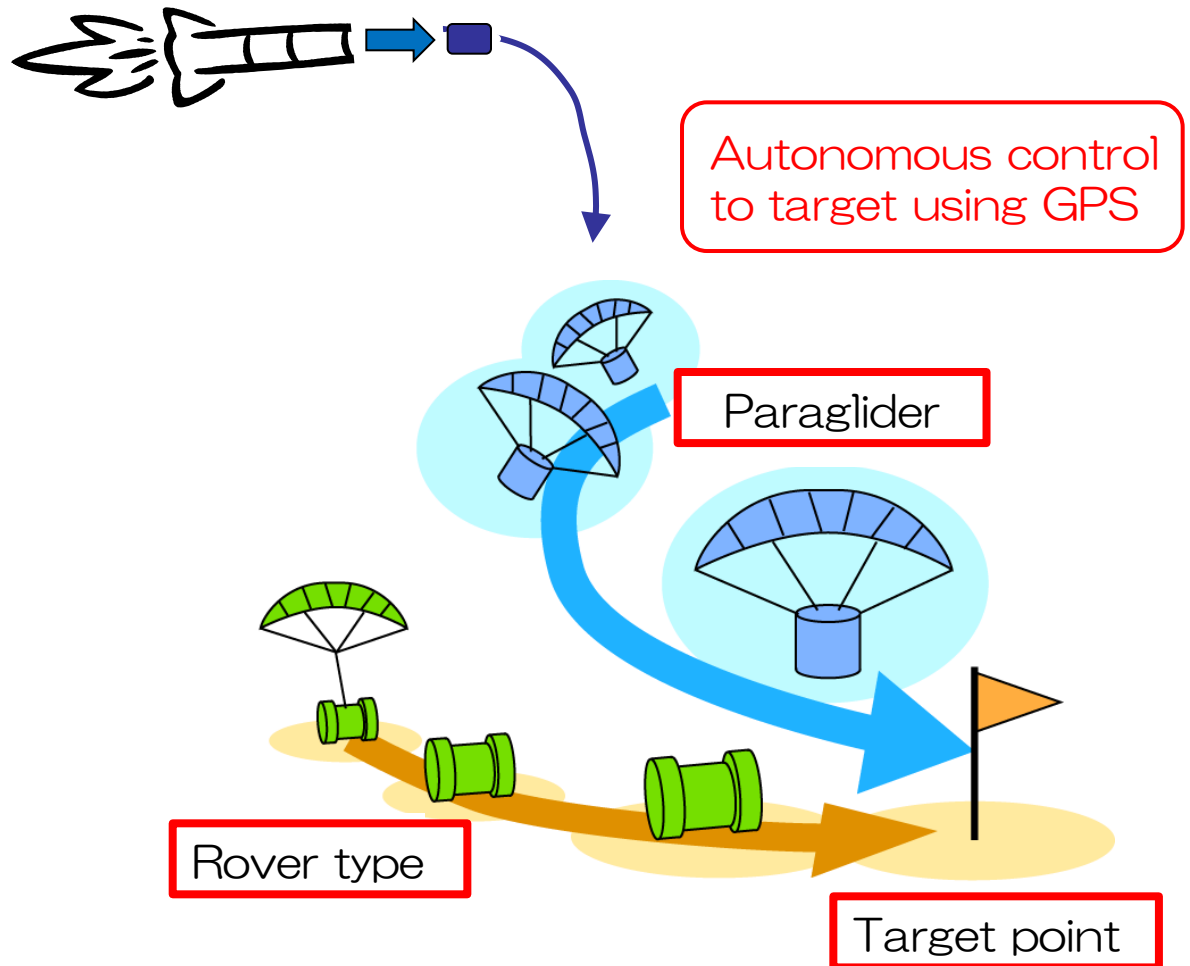 Autonomous control
to target using GPS
Paraglider
Rover type
Target point